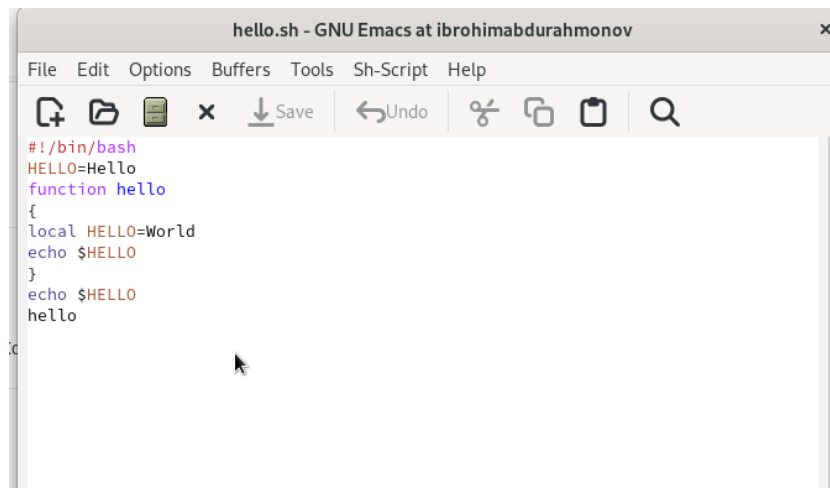 hello.sh - GNU Emacs at ibrohimabdurahmonov
File Edit Options Buffers Tools Sh-Script Help
Save Undo
#!/bin/bash
HELLO=Hello
function hello
{
local HELLO=World
echo $HELLO
}
echo $HELLO
hello